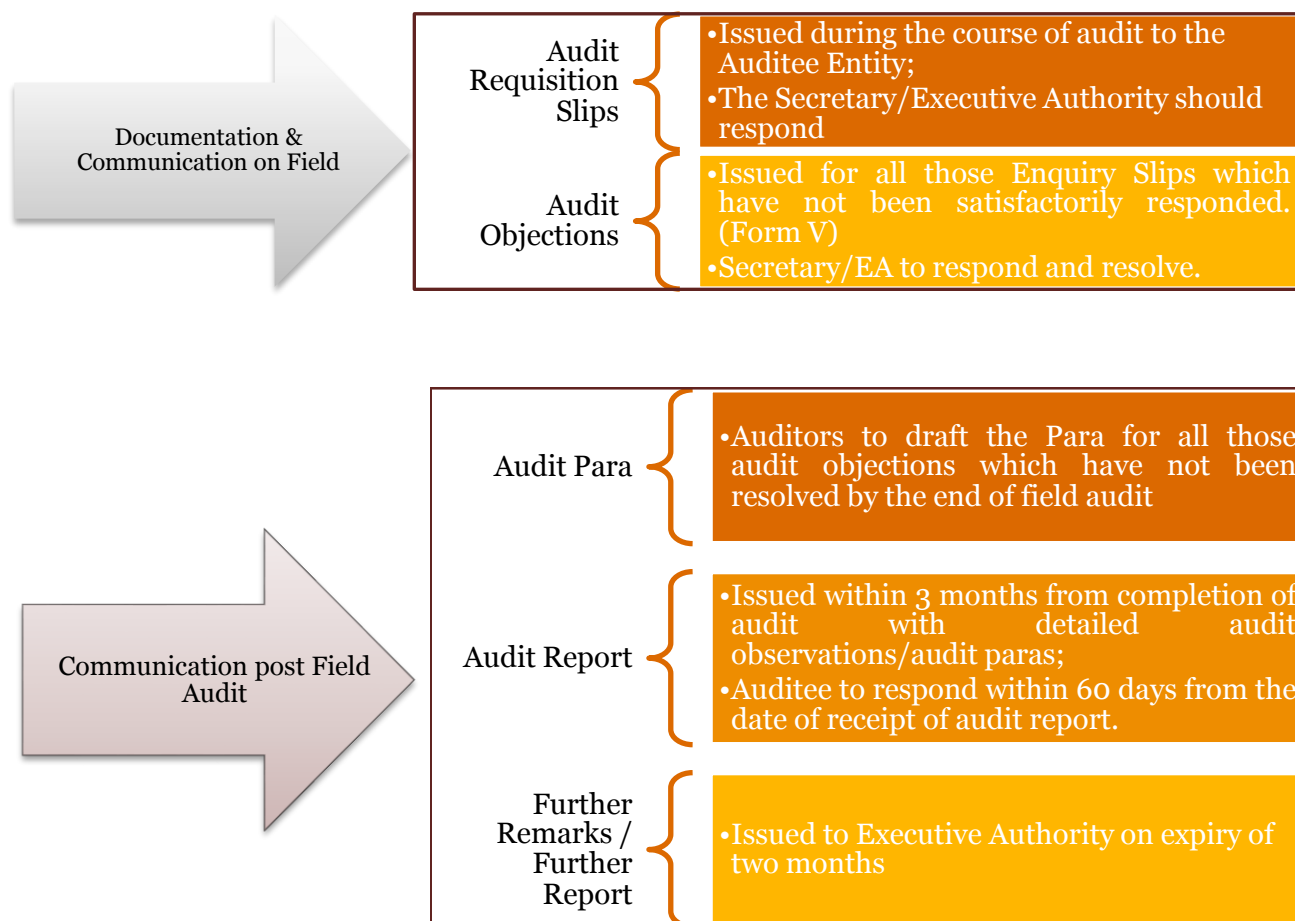 Documentation &
Communication on Field
Audit
Requisition
Slips
•Issued during the course of audit to the
Auditee Entity;
•The Secretary/Executive Authority should
respond
Audit
Objections
•Issued for all those Enquiry Slips which
have not been satisfactorily responded.
(Form V)
•Secretary/EA to respond and resolve.
Communication post Field
Audit
Audit Para
•Auditors to draft the Para for all those
audit objections which have not been
resolved by the end of field audit
Audit Report
•Issued within 3 months from completion of
audit with detailed audit
observations/audit paras;
•Auditee to respond within 60 days from the
date of receipt of audit report.
Further
Remarks /
Further
Report
•Issued to Executive Authority on expiry of
two months